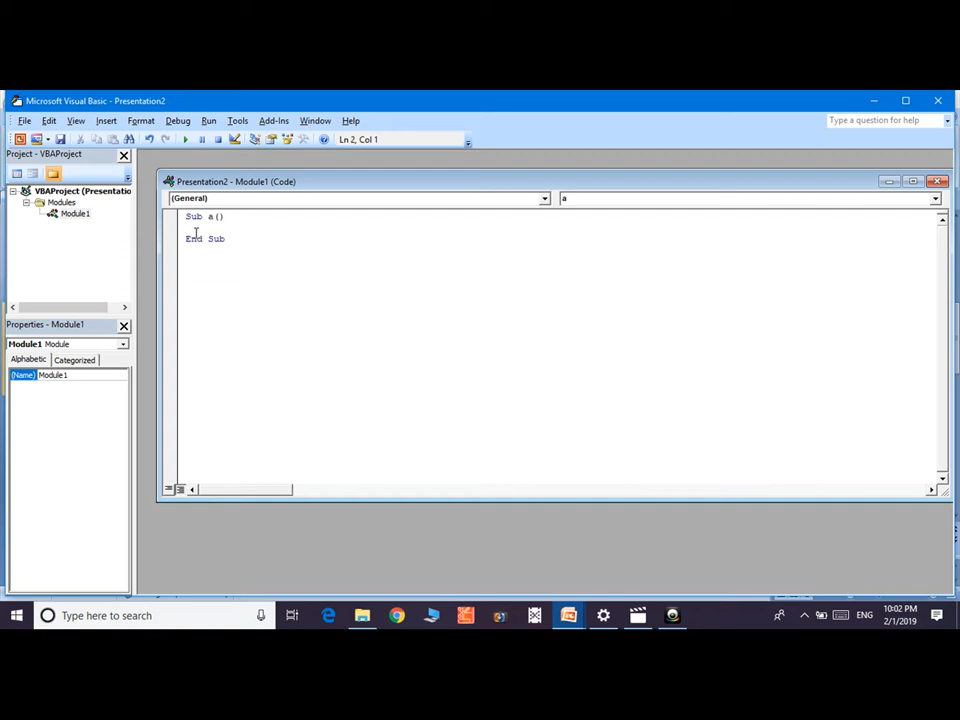 Microsoft Visual Basic - Presentation2
File Edit View Insert Format Debug Run Tools Add-Ins Window Help
Type a question for help
Ln 2, Col 1
Project - VBAProject
VBAProject (Presentatio
Modules
Module1
Presentation2 - Module1 (Code)
(General)
a
Sub a()
End Sub
Properties - Module1
Module1 Module
Alphabetic Categorized
(Name) Module1
Type here to search
ENG
10:02 PM
2/1/2019